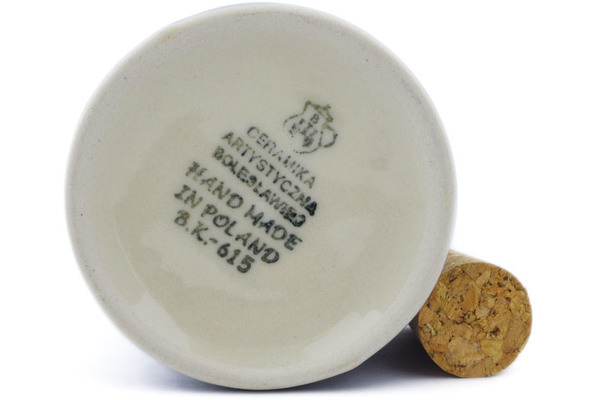 CERAMIKA
ARTYSTYCZNA
BOLESŁAWIEC
HAND MADE
IN POLAND
B.K.-615